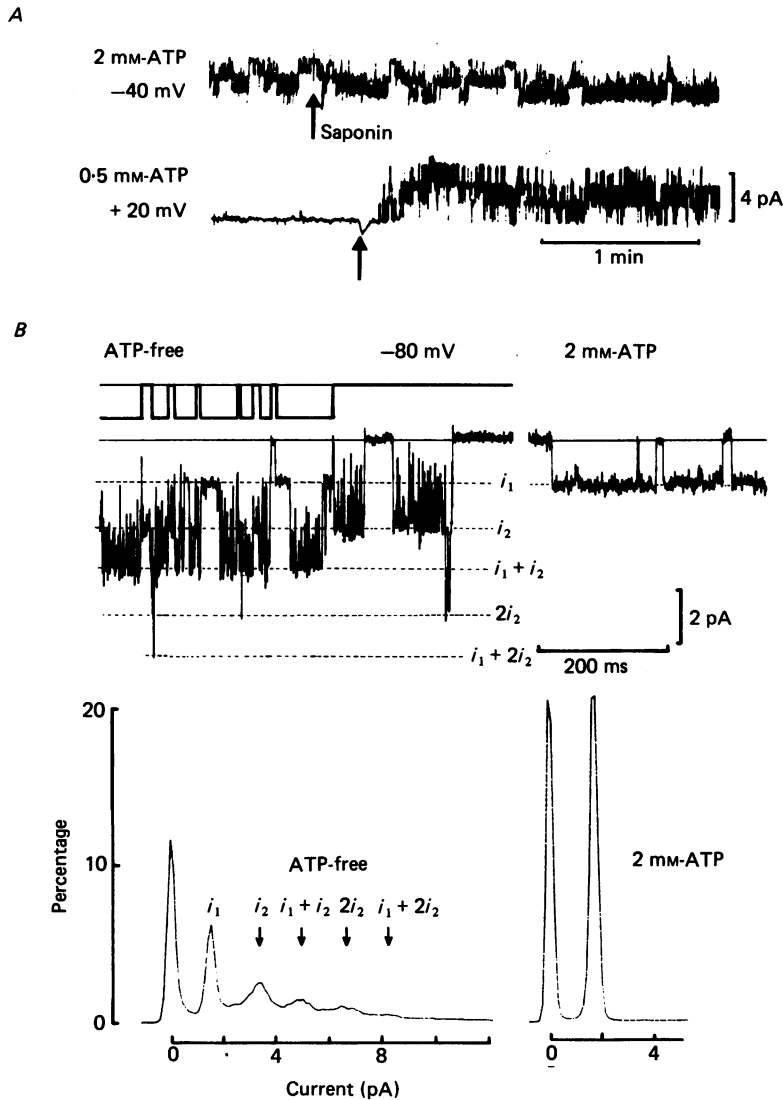 A
2 mM-ATP
−40 mV
Saponin
0·5 mM-ATP
+ 20 mV
4 pA
1 min
B
ATP-free −80 mV 2 mM-ATP
i1
i2
i1 + i2
2i2
2 pA
i1 + 2i2
200 ms
20
10
0
Percentage
ATP-free
2 mM-ATP
i1 i2 i1 + i2 2i2 i1 + 2i2
0 4 8
0 4
Current (pA)